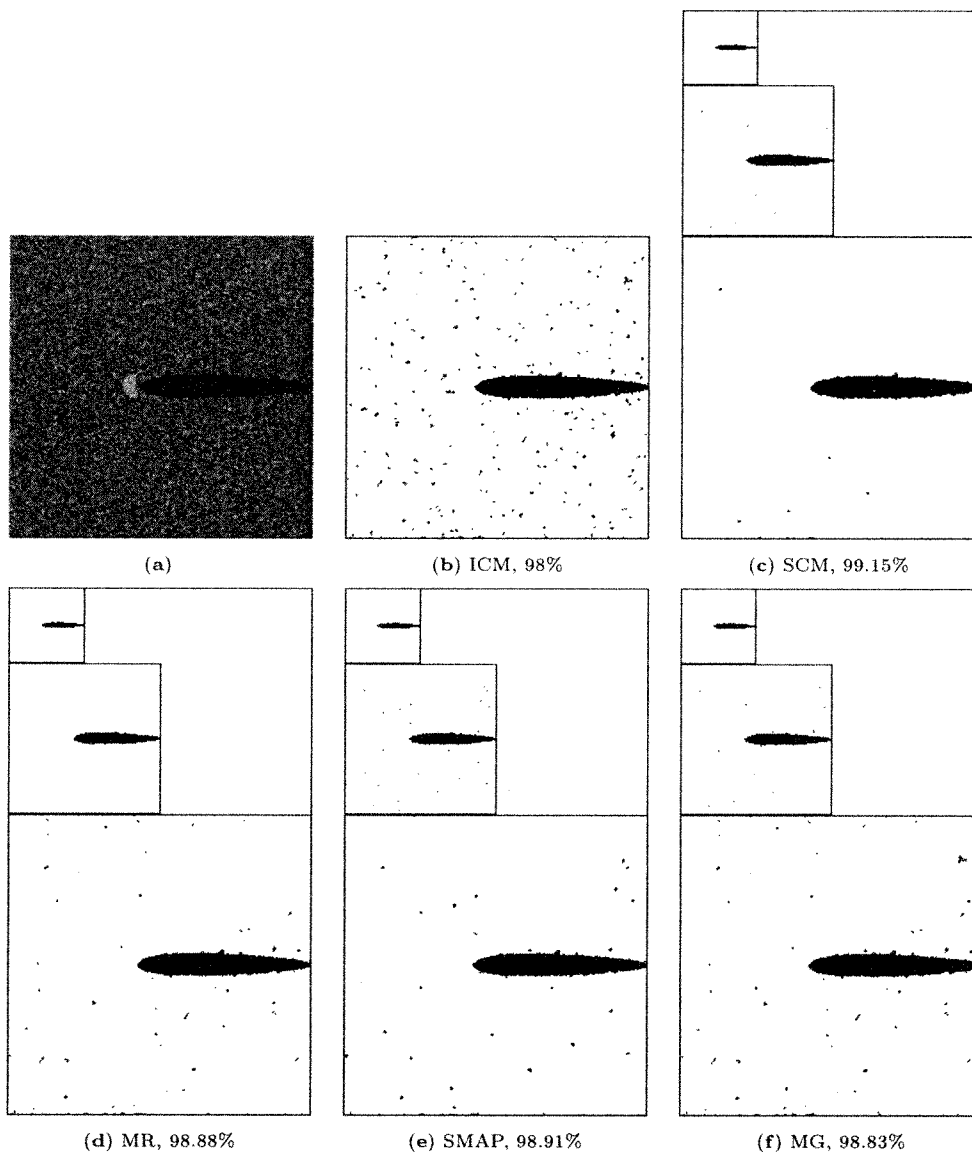 (a)
(b) ICM, 98%
(c) SCM, 99.15%
(d) MR, 98.88%
(e) SMAP, 98.91%
(f) MG, 98.83%